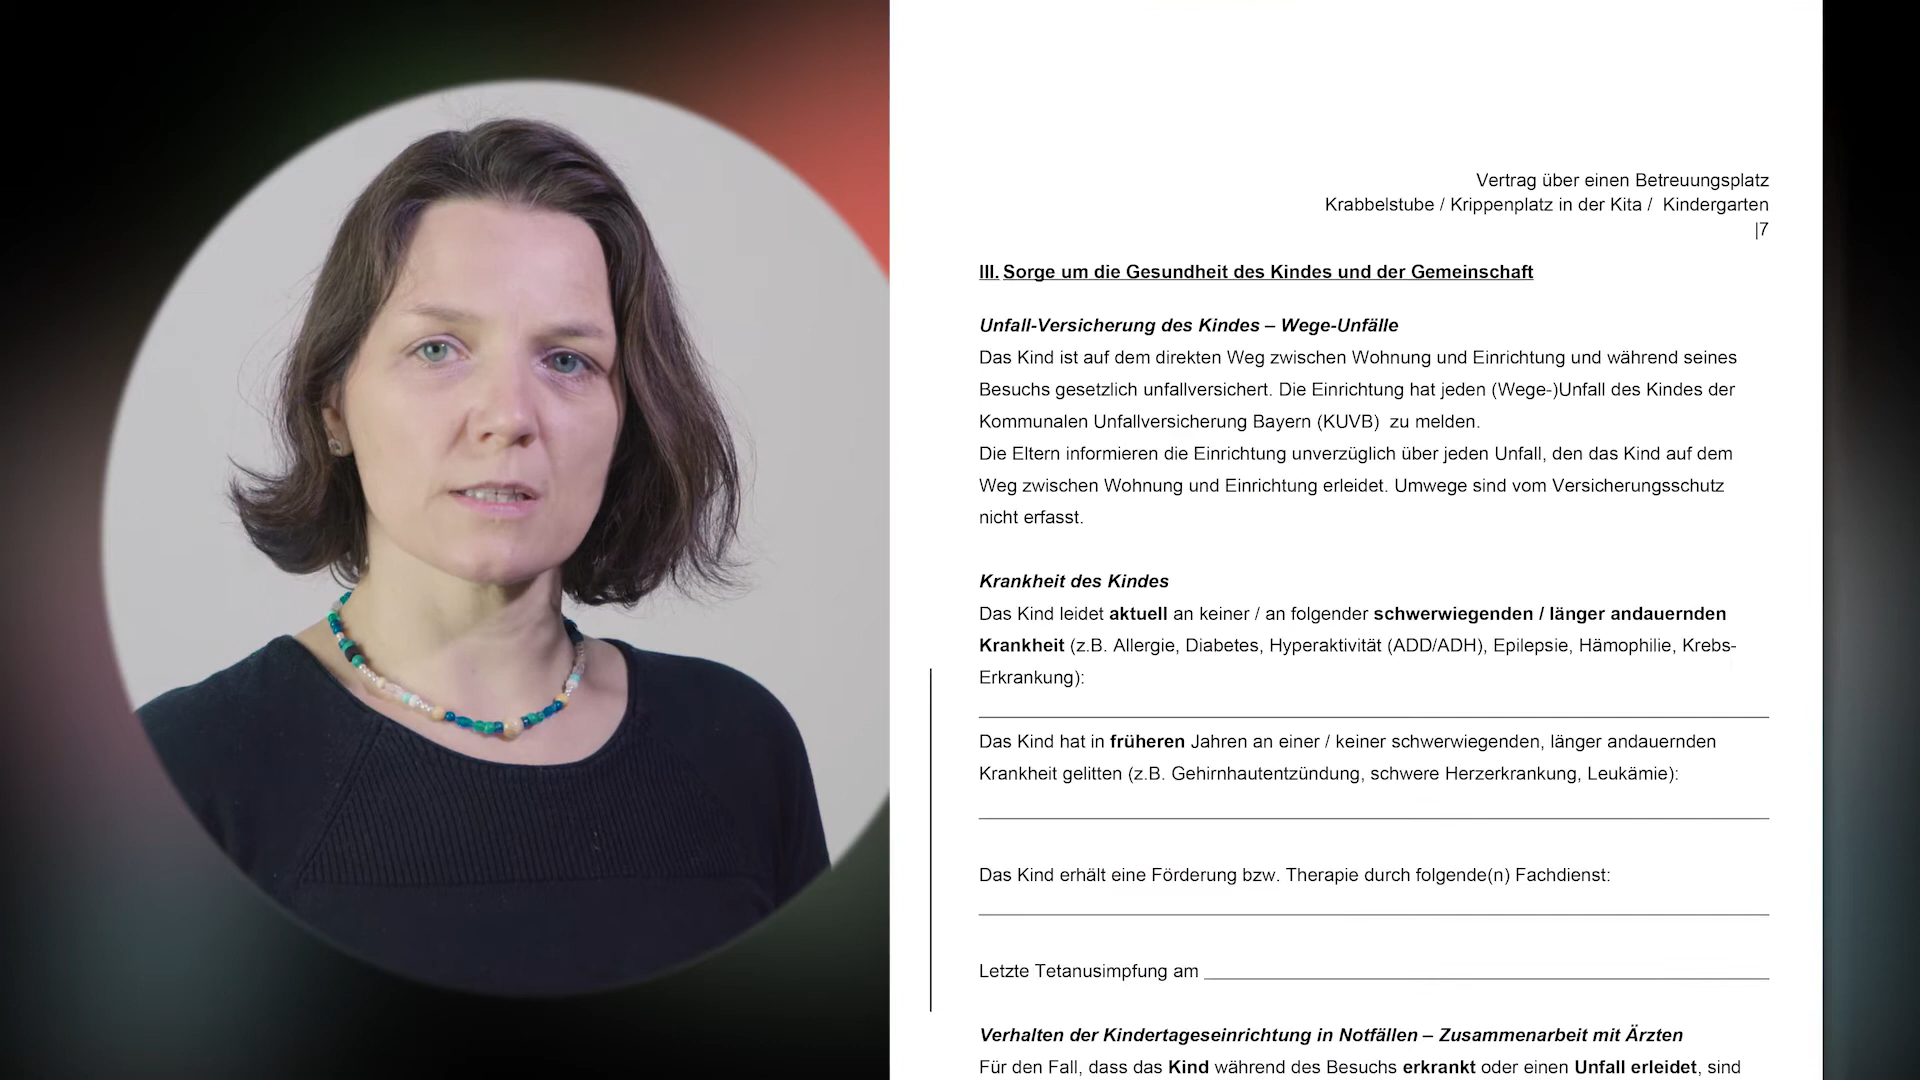 Vertrag über einen Betreuungsplatz
Krabbelstube / Krippenplatz in der Kita /  Kindergarten
|7
III. Sorge um die Gesundheit des Kindes und der Gemeinschaft
Unfall-Versicherung des Kindes – Wege-Unfälle
Das Kind ist auf dem direkten Weg zwischen Wohnung und Einrichtung und während seines
Besuchs gesetzlich unfallversichert. Die Einrichtung hat jeden (Wege-)Unfall des Kindes der
Kommunalen Unfallversicherung Bayern (KUVB)  zu melden.
Die Eltern informieren die Einrichtung unverzüglich über jeden Unfall, den das Kind auf dem
Weg zwischen Wohnung und Einrichtung erleidet. Umwege sind vom Versicherungsschutz
nicht erfasst.
Krankheit des Kindes
Das Kind leidet aktuell an keiner / an folgender schwerwiegenden / länger andauernden
Krankheit (z.B. Allergie, Diabetes, Hyperaktivität (ADD/ADH), Epilepsie, Hämophilie, Krebs-
Erkrankung):
Das Kind hat in früheren Jahren an einer / keiner schwerwiegenden, länger andauernden
Krankheit gelitten (z.B. Gehirnhautentzündung, schwere Herzerkrankung, Leukämie):
Das Kind erhält eine Förderung bzw. Therapie durch folgende(n) Fachdienst:
Letzte Tetanusimpfung am
Verhalten der Kindertageseinrichtung in Notfällen – Zusammenarbeit mit Ärzten
Für den Fall, dass das Kind während des Besuchs erkrankt oder einen Unfall erleidet, sind